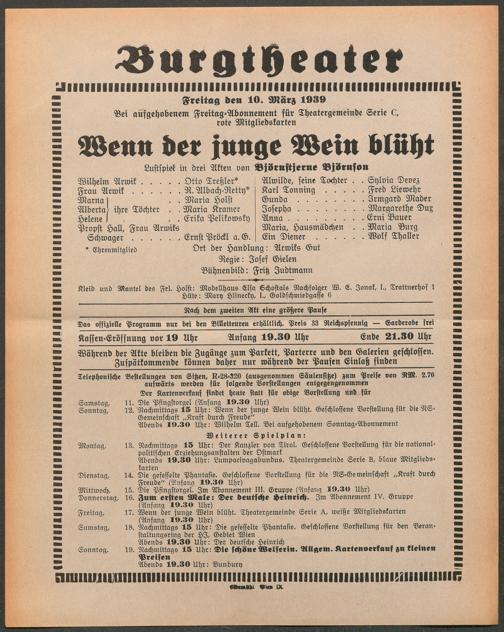 Burgtheater
Freitag den 10. März 1939
Bei aufgehobenem Freitag-Abonnement für Theatergemeinde Serie C,
rote Mitgliedskarten
Wenn der junge Wein blüht
Lustspiel in drei Akten von Björnstjerne Björnson
Wilhelm Arwik . . . . . Otto Treßler*
Frau Arwik . . . . . R. Albach-Retty*
Marna } Maria Holst
Alberta } ihre Töchter . . Maria Kramer
Helene } Erika Pelikowsky
Propst Hall, Frau Arwiks
Schwager . . . . . . Ernst Pröckl a. G.
* Ehrenmitglied
Alwilde, seine Tochter . . Sylvia Devez
Karl Tonning . . . . . Fred Liewehr
Gunda . . . . . . . Irmgard Mader
Josepha . . . . . . . Margarethe Dux
Anna . . . . . . . . Erni Bauer
Maria, Hausmädchen . . Maria Burg
Ein Diener . . . . . . Wolf Thaller
Ort der Handlung: Arwiks Gut
Regie: Josef Gielen
Bühnenbild: Fritz Judtmann
Kleid und Mantel des Frl. Holst: Modellhaus Elsa Schostals Nachfolger W. E. Jonak, I., Trattnerhof 1
Hüte: Mary Hlinecky, I., Goldschmiedgasse 6
Nach dem zweiten Akt eine größere Pause
Das offizielle Programm nur bei den Billetteuren erhältlich, Preis 33 Reichspfennig — Garderobe frei
Kassen-Eröffnung vor 19 Uhr Anfang 19.30 Uhr Ende 21.30 Uhr
Während der Akte bleiben die Zugänge zum Parkett, Parterre und den Galerien geschlossen.
Zuspätkommende können daher nur während der Pausen Einlaß finden
Telephonische Bestellungen von Sitzen, R-28-320 (ausgenommen Säulensitze) zum Preise von RM. 2.70
aufwärts werden für folgende Vorstellungen entgegengenommen
Der Kartenverkauf findet heute statt für obige Vorstellung und für
Samstag, 11. Die Pfingstorgel. (Anfang 19.30 Uhr)
Sonntag, 12. Nachmittags 15 Uhr: Wenn der junge Wein blüht. Geschlossene Vorstellung für die NS-
Gemeinschaft „Kraft durch Freude“
Abends 19.30 Uhr: Wilhelm Tell. Bei aufgehobenem Sonntag-Abonnement
Weiterer Spielplan:
Montag, 13. Nachmittags 15 Uhr: Der Kanzler von Tirol. Geschlossene Vorstellung für die national-
politischen Erziehungsanstalten der Ostmark
Abends 19.30 Uhr: Lumpazivagabundus. Theatergemeinde Serie B, blaue Mitglieds-
karten
Dienstag, 14. Die gefesselte Phantasie. Geschlossene Vorstellung für die NS-Gemeinschaft „Kraft durch
Freude“ (Anfang 19.30 Uhr)
Mittwoch, 15. Die Pfingstorgel. Im Abonnement III. Gruppe (Anfang 19.30 Uhr)
Donnerstag, 16. Zum ersten Male: Der deutsche Heinrich. Im Abonnement IV. Gruppe
(Anfang 19.30 Uhr)
Freitag, 17. Wenn der junge Wein blüht. Theatergemeinde Serie A, weiße Mitgliedskarten
(Anfang 19.30 Uhr)
Samstag, 18. Nachmittags 15 Uhr: Die gefesselte Phantasie. Geschlossene Vorstellung für den Veran-
staltungsring der HJ. Gebiet Wien
Abends 19.30 Uhr: Der deutsche Heinrich
Sonntag, 19. Nachmittags 15 Uhr: Die schöne Welserin. Allgem. Kartenverkauf zu kleinen
Preisen
Abends 19.30 Uhr: Bunbury